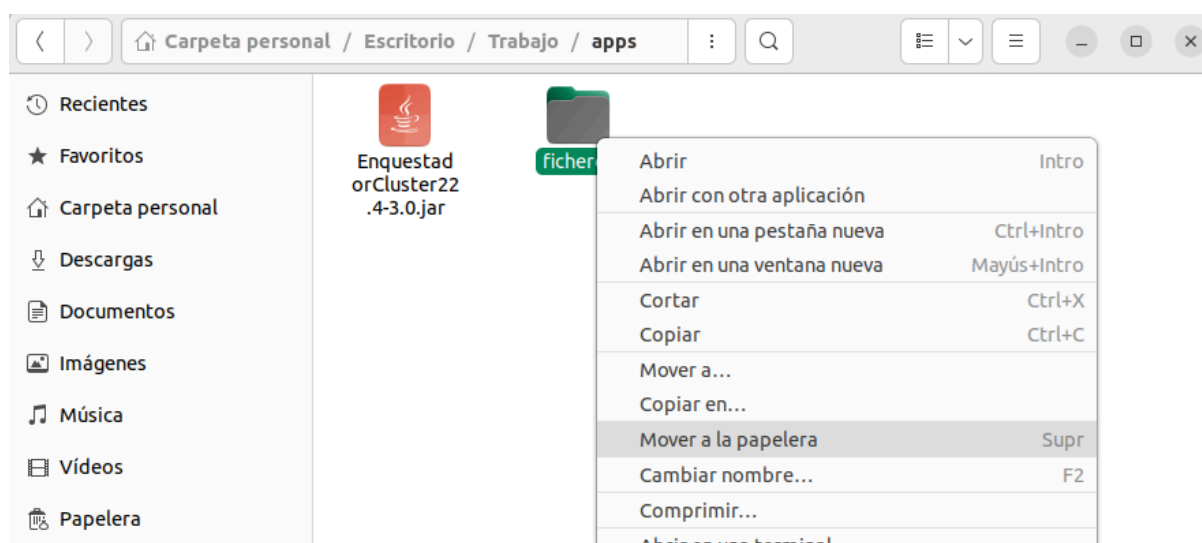 Carpeta personal / Escritorio / Trabajo / apps
Recientes
Favoritos
Carpeta personal
Descargas
Documentos
Imágenes
Música
Vídeos
Papelera
Enquestad
orCluster22
.4-3.0.jar
Abrir Intro
Abrir con otra aplicación
Abrir en una pestaña nueva Ctrl+Intro
Abrir en una ventana nueva Mayús+Intro
Cortar Ctrl+X
Copiar Ctrl+C
Mover a...
Copiar en...
Mover a la papelera Supr
Cambiar nombre... F2
Comprimir...